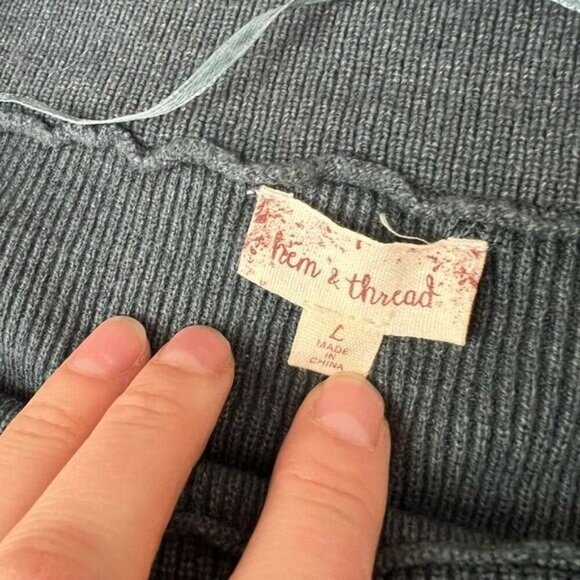 hem & thread
L
MADE IN
CHINA